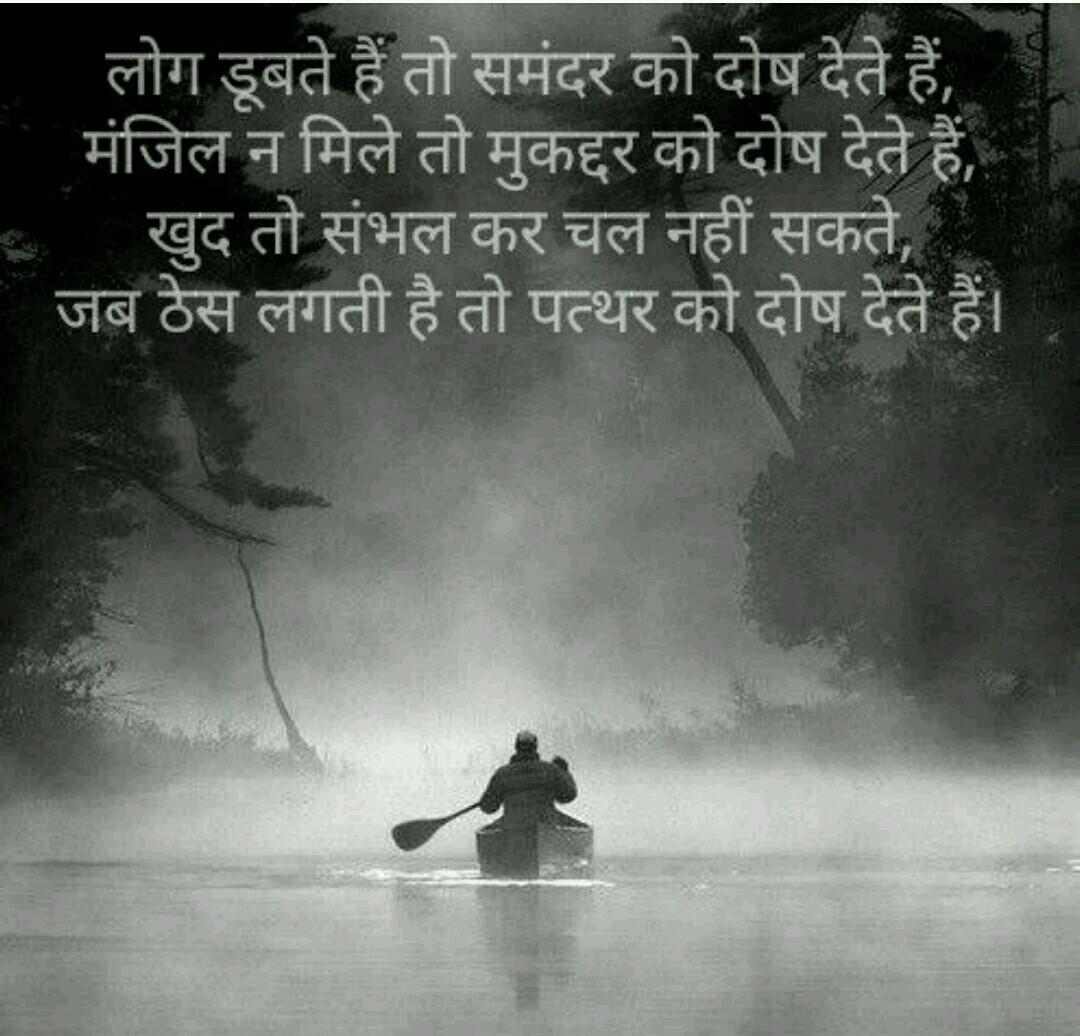 लोग डूबते हैं तो समंदर को दोष देते हैं,
मंजिल न मिले तो मुकद्दर को दोष देते हैं,
खुद तो संभल कर चल नहीं सकते,
जब ठेस लगती है तो पत्थर को दोष देते हैं।